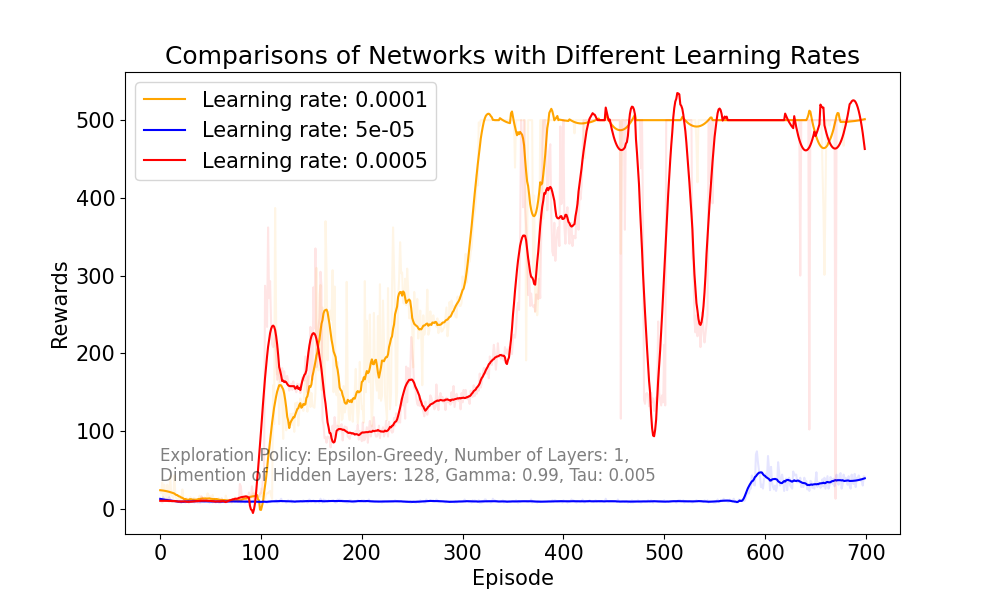 Comparisons of Networks with Different Learning Rates
Learning rate: 0.0001
Learning rate: 5e-05
Learning rate: 0.0005
500
400
300
200
100
0
Rewards
Exploration Policy: Epsilon-Greedy, Number of Layers: 1,
Dimention of Hidden Layers: 128, Gamma: 0.99, Tau: 0.005
0 100 200 300 400 500 600 700
Episode